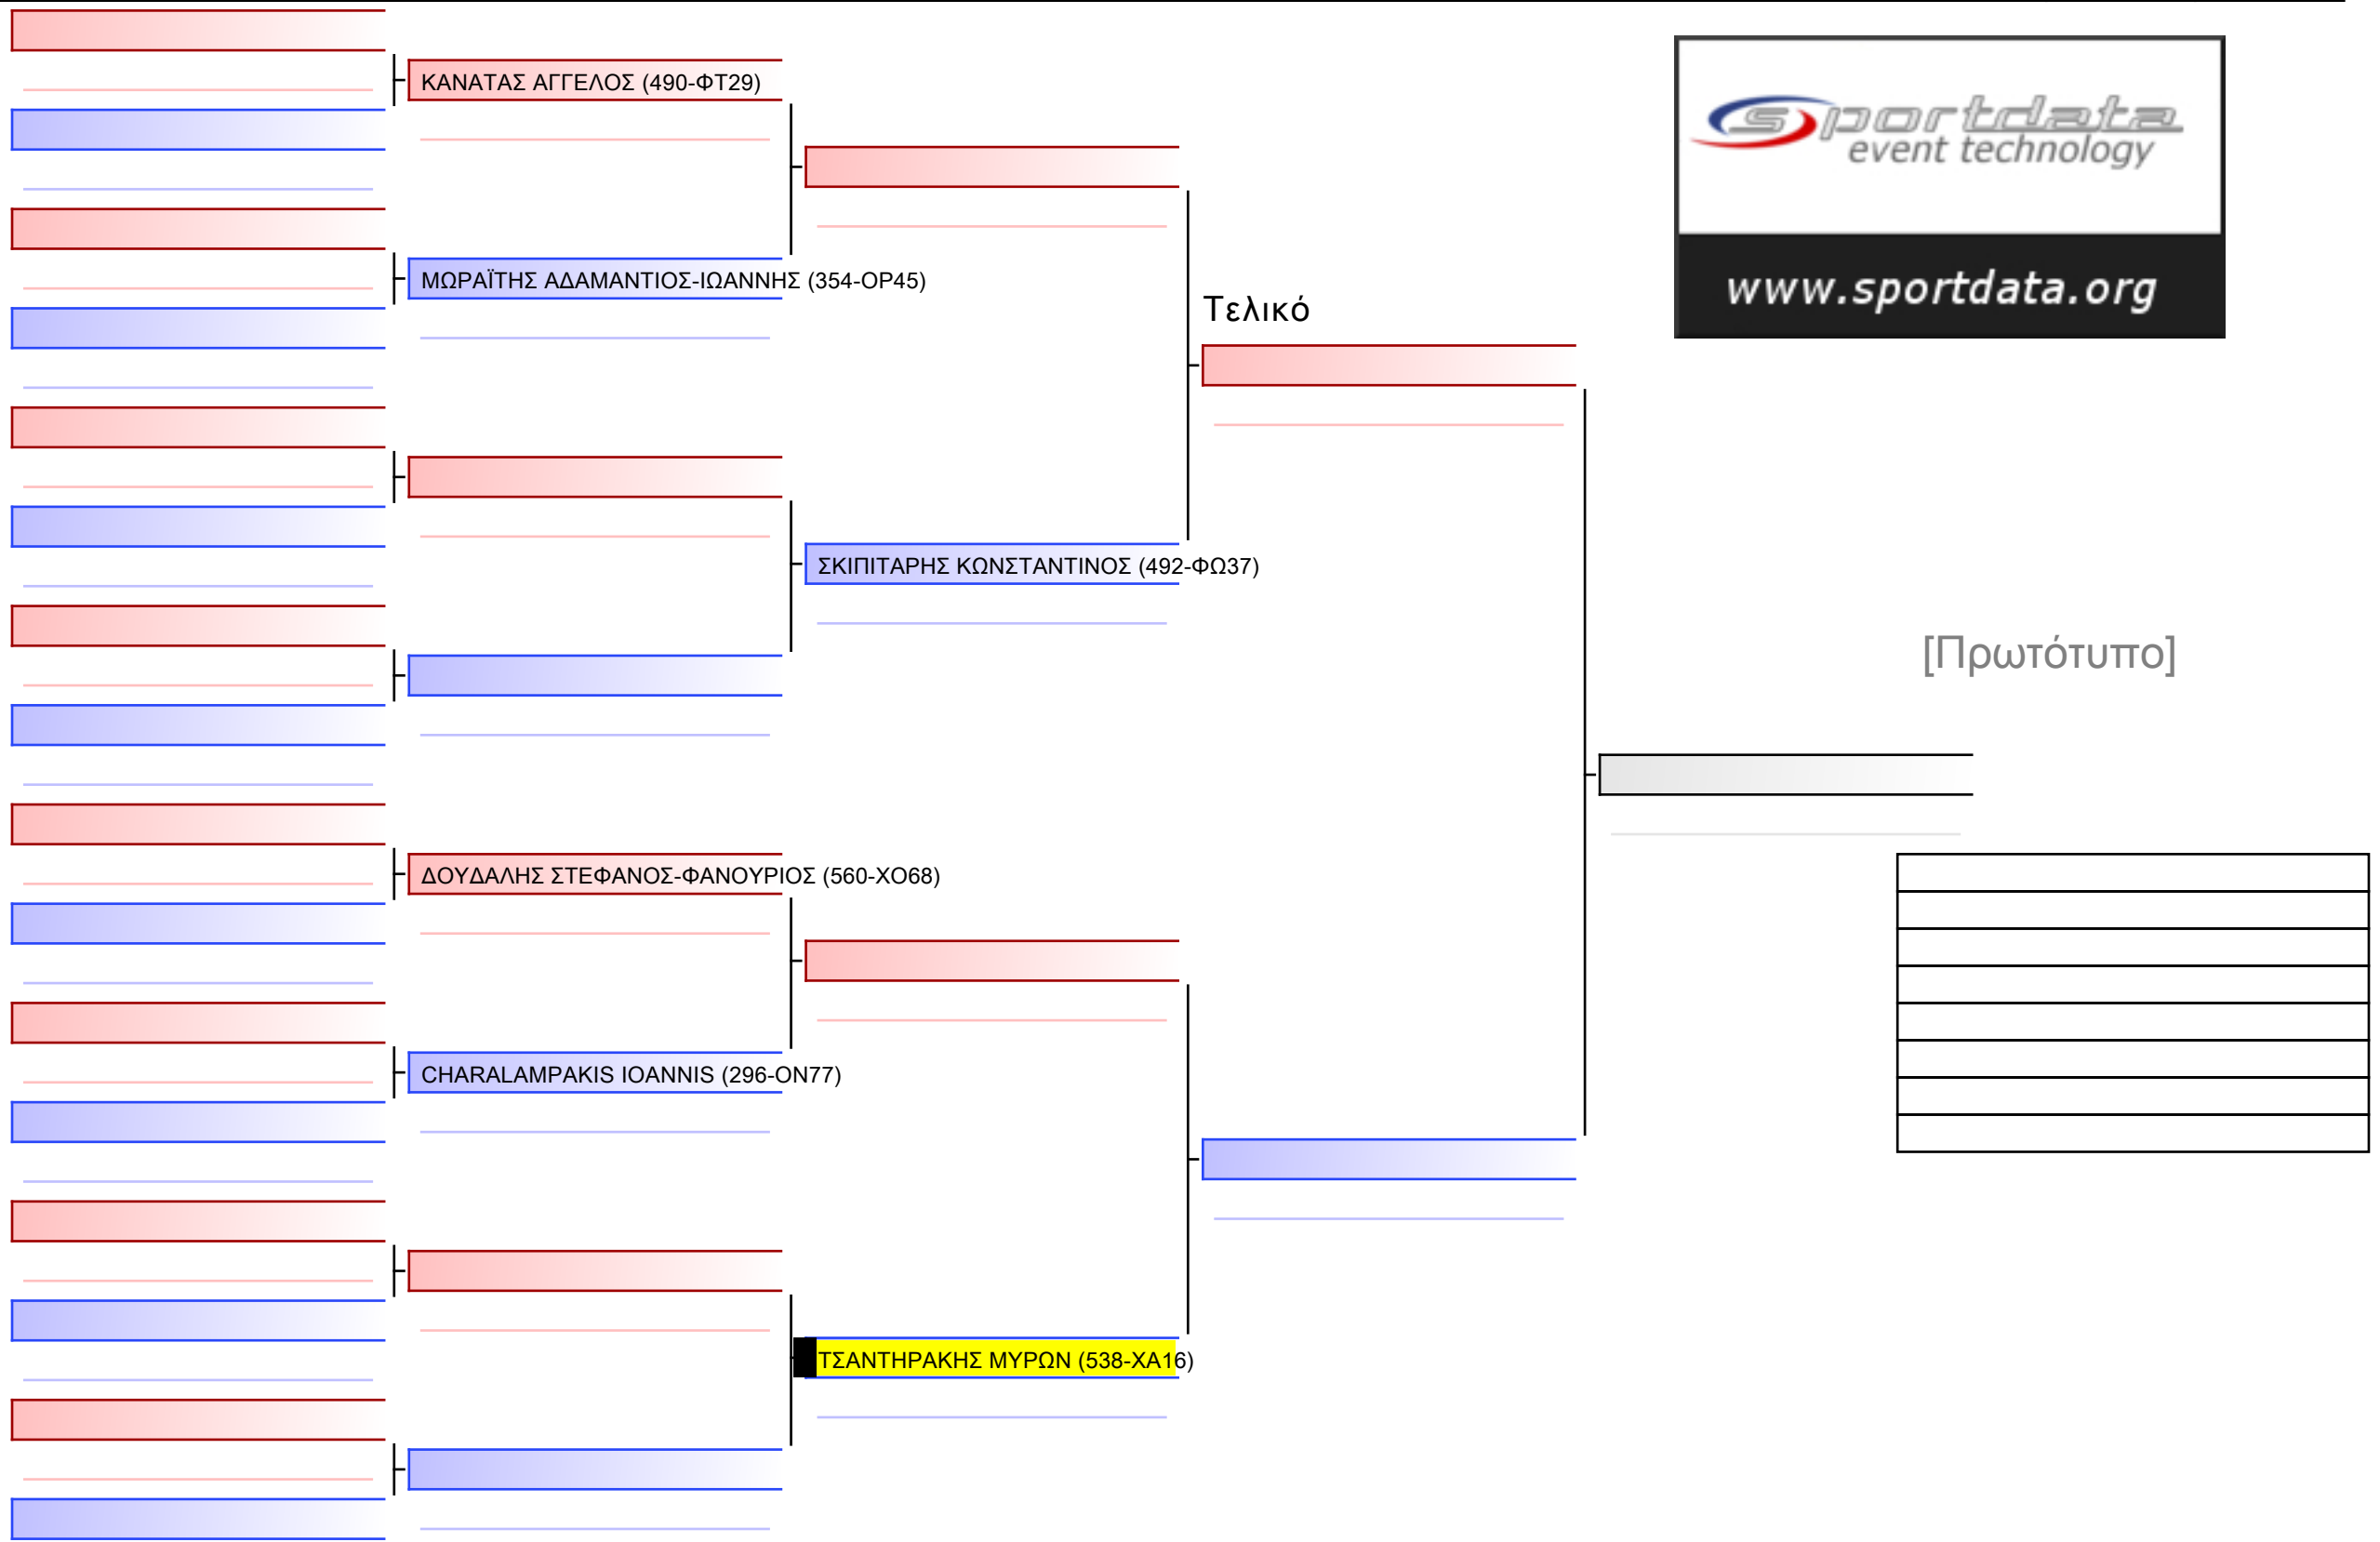 ΚΑΝΑΤΑΣ ΑΓΓΕΛΟΣ (490-ΦΤ29)
sportdata
event technology
www.sportdata.org
ΜΩΡΑΪΤΗΣ ΑΔΑΜΑΝΤΙΟΣ-ΙΩΑΝΝΗΣ (354-ΟΡ45)
Τελικό
ΣΚΙΠΙΤΑΡΗΣ ΚΩΝΣΤΑΝΤΙΝΟΣ (492-ΦΩ37)
[Πρωτότυπο]
ΔΟΥΔΑΛΗΣ ΣΤΕΦΑΝΟΣ-ΦΑΝΟΥΡΙΟΣ (560-ΧΟ68)
CHARALAMPAKIS IOANNIS (296-ΟΝ77)
ΤΣΑΝΤΗΡΑΚΗΣ ΜΥΡΩΝ (538-ΧΑ16)